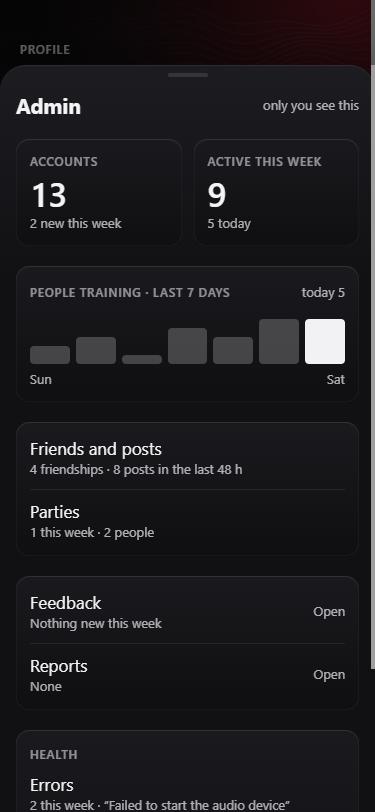 PROFILE
Admin
only you see this
ACCOUNTS
13
2 new this week
ACTIVE THIS WEEK
9
5 today
PEOPLE TRAINING · LAST 7 DAYS
today 5
Sun
Sat
Friends and posts
4 friendships · 8 posts in the last 48 h
Parties
1 this week · 2 people
Feedback
Nothing new this week
Open
Reports
None
Open
HEALTH
Errors
2 this week · “Failed to start the audio device”